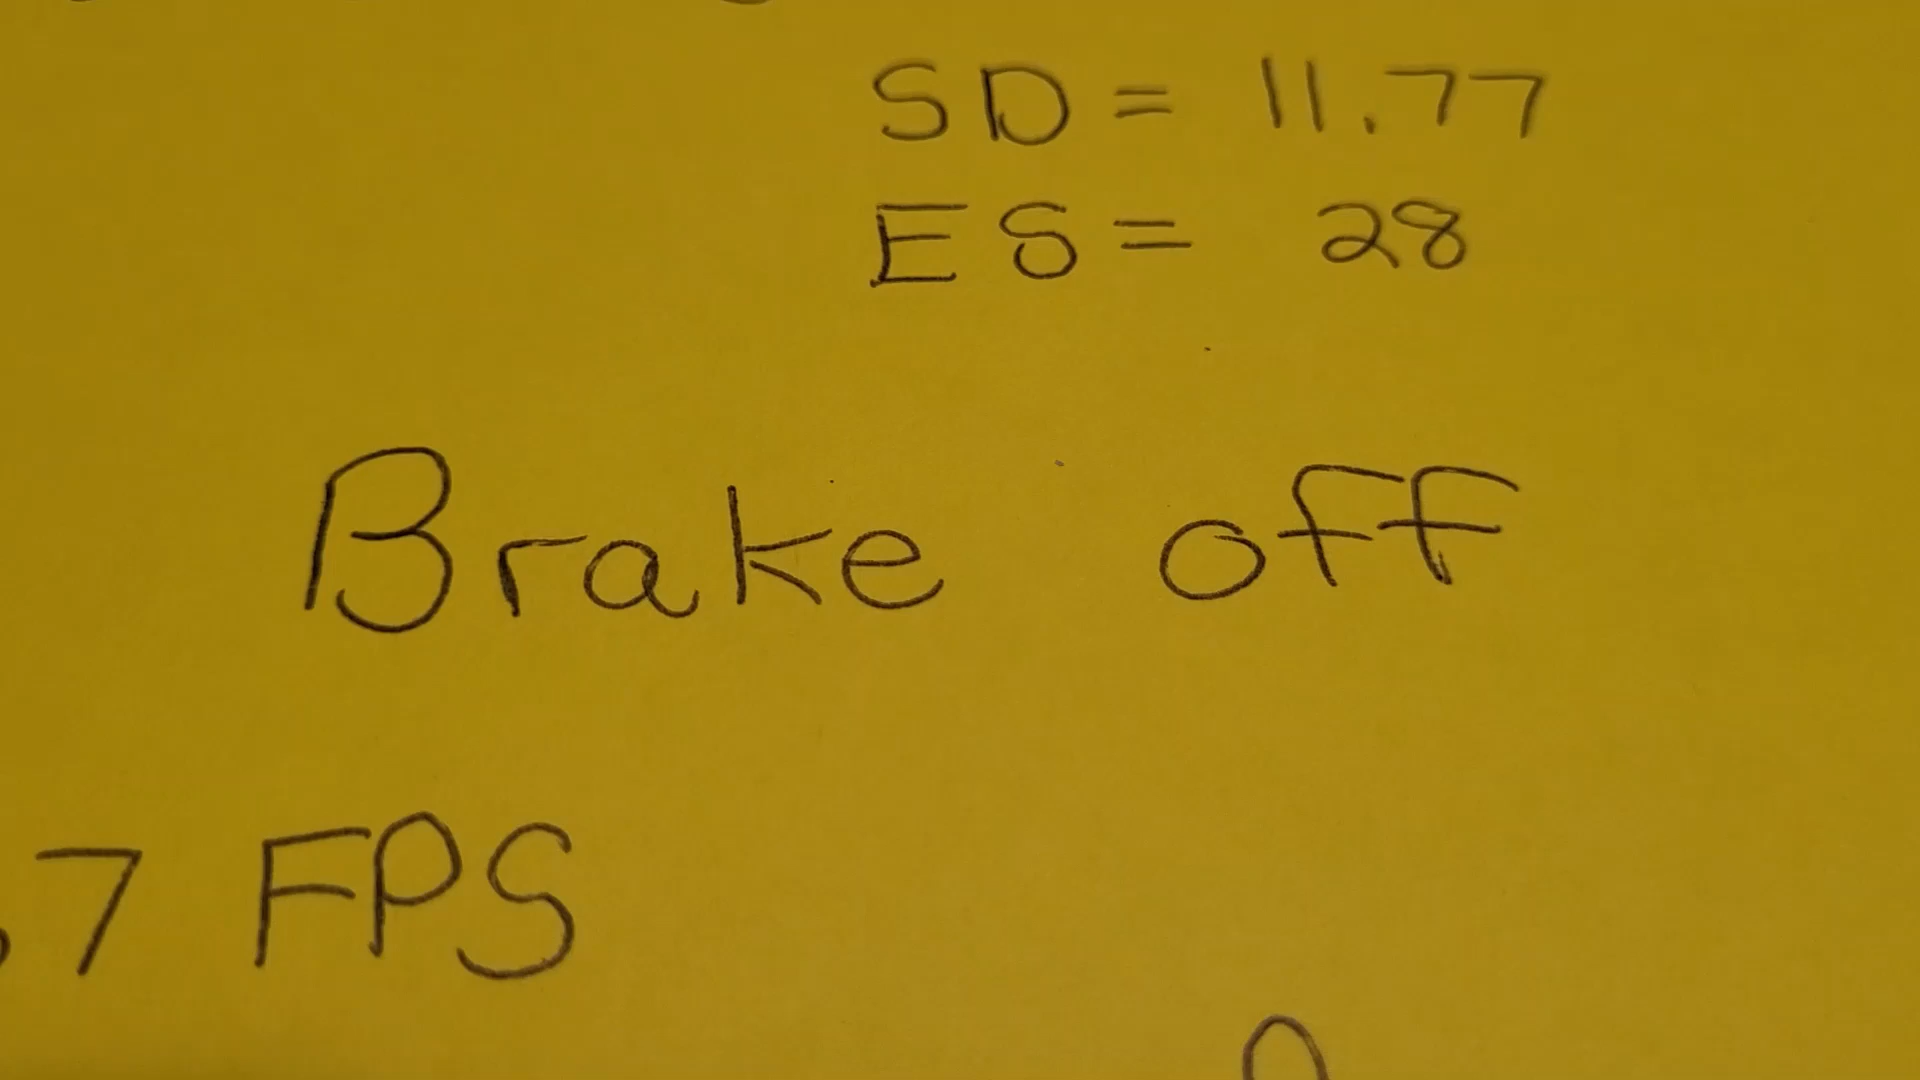 SD = 11.77
ES = 28
Brake off
7 FPS